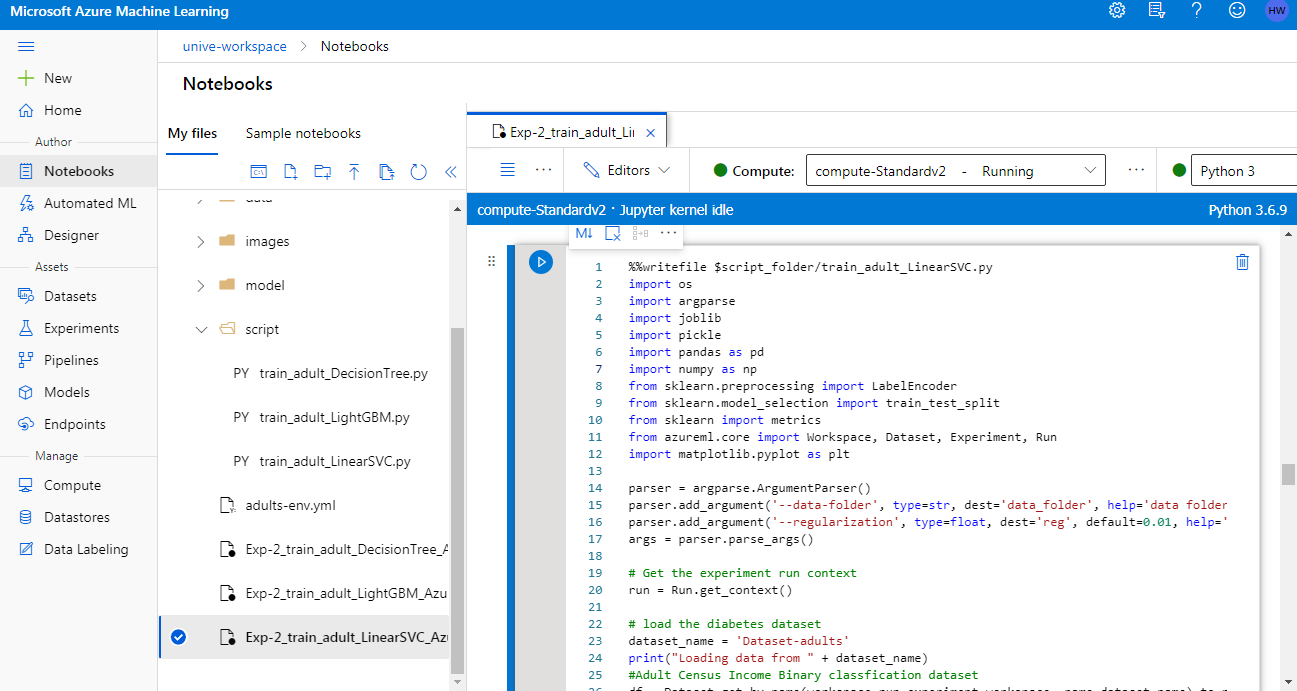 Microsoft Azure Machine Learning
HW
New
Home
Author
Notebooks
Automated ML
Designer
Assets
Datasets
Experiments
Pipelines
Models
Endpoints
Manage
Compute
Datastores
Data Labeling
unive-workspace > Notebooks
Notebooks
My files Sample notebooks
data
images
model
script
PY train_adult_DecisionTree.py
PY train_adult_LightGBM.py
PY train_adult_LinearSVC.py
adults-env.yml
Exp-2_train_adult_DecisionTree_A
Exp-2_train_adult_LightGBM_Azu
Exp-2_train_adult_LinearSVC_Azu
Exp-2_train_adult_Li
Editors Compute: compute-Standardv2 - Running Python 3
compute-Standardv2 · Jupyter kernel idle Python 3.6.9
M↓
1 %%writefile $script_folder/train_adult_LinearSVC.py
2 import os
3 import argparse
4 import joblib
5 import pickle
6 import pandas as pd
7 import numpy as np
8 from sklearn.preprocessing import LabelEncoder
9 from sklearn.model_selection import train_test_split
10 from sklearn import metrics
11 from azureml.core import Workspace, Dataset, Experiment, Run
12 import matplotlib.pyplot as plt
13
14 parser = argparse.ArgumentParser()
15 parser.add_argument('--data-folder', type=str, dest='data_folder', help='data folder
16 parser.add_argument('--regularization', type=float, dest='reg', default=0.01, help='
17 args = parser.parse_args()
18
19 # Get the experiment run context
20 run = Run.get_context()
21
22 # load the diabetes dataset
23 dataset_name = 'Dataset-adults'
24 print("Loading data from " + dataset_name)
25 #Adult Census Income Binary classfication dataset